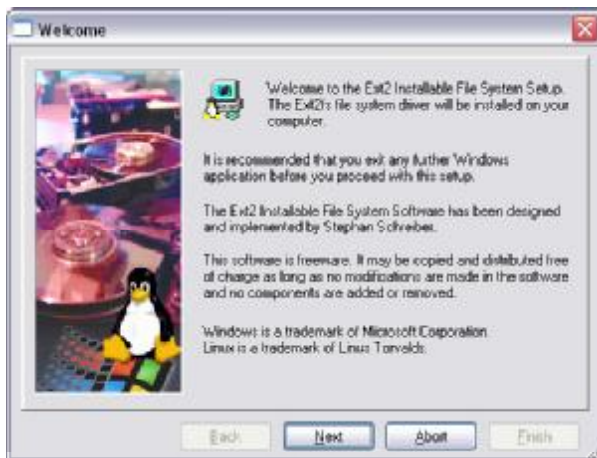 Welcome
Welcome to the Ext2 Installable File System Setup.
The Ext2fs file system driver will be installed on your
computer.
It is recommended that you exit any further Windows
application before you proceed with this setup.
The Ext2 Installable File System Software has been designed
and implemented by Stephan Schreiber.
This software is freeware. It may be copied and distributed free
of charge as long as no modifications are made in the software
and no components are added or removed.
Windows is a trademark of Microsoft Corporation.
Linux is a trademark of Linus Torvalds.
Back Next Abort Finish